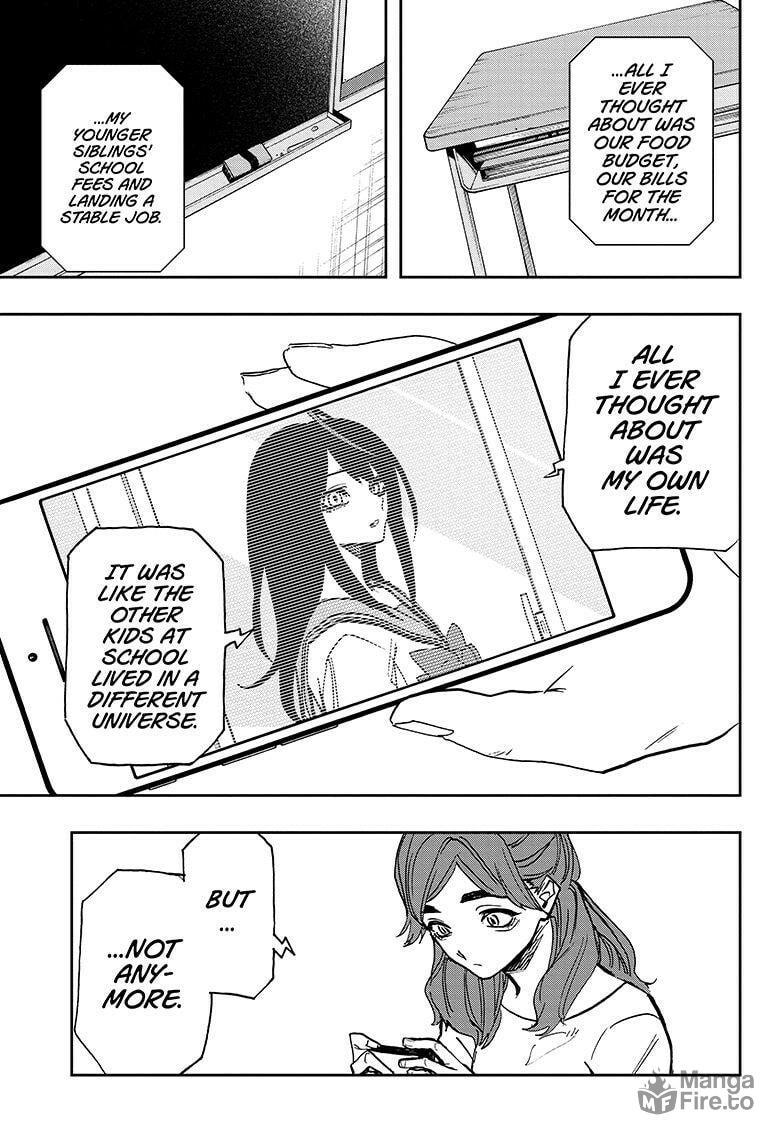 ...ALL I
EVER
THOUGHT
ABOUT WAS
OUR FOOD
BUDGET,
OUR BILLS
FOR THE
MONTH...
...MY
YOUNGER
SIBLINGS'
SCHOOL
FEES AND
LANDING A
STABLE JOB.
ALL
I EVER
THOUGHT
ABOUT
WAS
MY OWN
LIFE.
IT WAS
LIKE THE
OTHER
KIDS AT
SCHOOL
LIVED IN A
DIFFERENT
UNIVERSE.
BUT
...
...NOT
ANY-
MORE.
MF
Manga
Fire.to